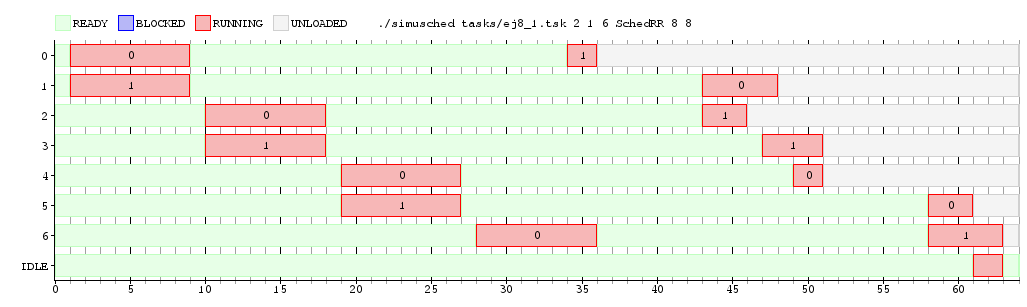 READY BLOCKED RUNNING UNLOADED ./simusched tasks/ej8_1.tsk 2 1 6 SchedRR 8 8
0 0 1
1 1 0
2 0 1
3 1 1
4 0 0
5 1 0
6 0 1
IDLE
0 5 10 15 20 25 30 35 40 45 50 55 60